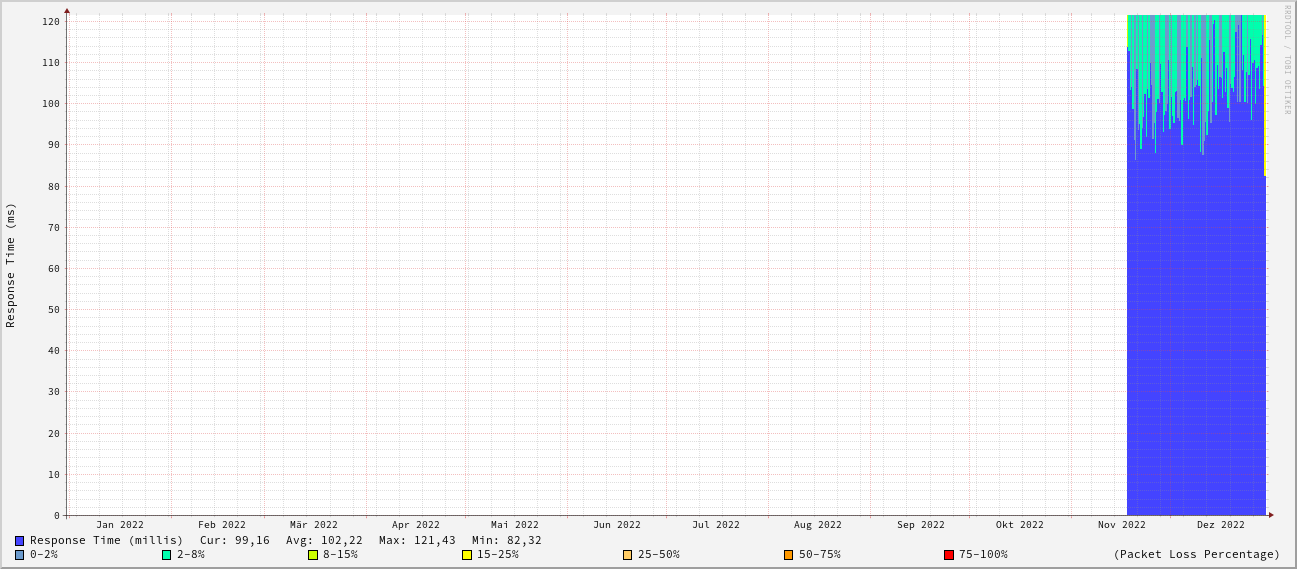 RRDTOOL / TOBI OETIKER
Response Time (ms)
120
110
100
90
80
70
60
50
40
30
20
10
0
Jan 2022 Feb 2022 Mär 2022 Apr 2022 Mai 2022 Jun 2022 Jul 2022 Aug 2022 Sep 2022 Okt 2022 Nov 2022 Dez 2022
Response Time (millis) Cur: 99,16 Avg: 102,22 Max: 121,43 Min: 82,32
0-2% 2-8% 8-15% 15-25% 25-50% 50-75% 75-100% (Packet Loss Percentage)